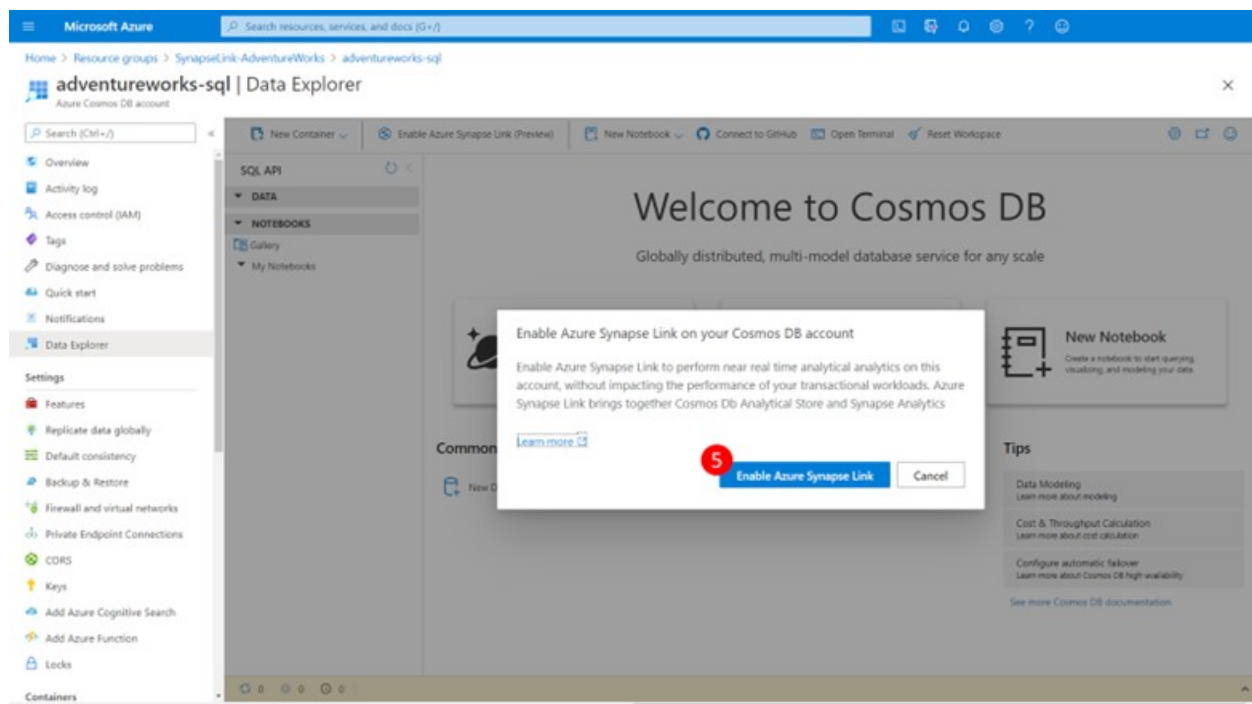 Microsoft Azure
Search resources, services, and docs (G+/)
Home > Resource groups > SynapseLink-AdventureWorks > adventureworks-sql
adventureworks-sql | Data Explorer
Azure Cosmos DB account
Search (Ctrl+/)
Overview
Activity log
Access control (IAM)
Tags
Diagnose and solve problems
Quick start
Notifications
Data Explorer
Settings
Features
Replicate data globally
Default consistency
Backup & Restore
Firewall and virtual networks
Private Endpoint Connections
CORS
Keys
Add Azure Cognitive Search
Add Azure Function
Locks
Containers
New Container
Enable Azure Synapse Link (Preview)
New Notebook
Connect to GitHub
Open Terminal
Reset Workspace
SQL API
DATA
NOTEBOOKS
Gallery
My Notebooks
Welcome to Cosmos DB
Globally distributed, multi-model database service for any scale
New Notebook
Create a notebook to start querying,
visualizing, and modeling your data
Enable Azure Synapse Link on your Cosmos DB account
Enable Azure Synapse Link to perform near real time analytical analytics on this
account, without impacting the performance of your transactional workloads. Azure
Synapse Link brings together Cosmos Db Analytical Store and Synapse Analytics
Learn more
5
Enable Azure Synapse Link
Cancel
Common
New D
Tips
Data Modeling
Learn more about modeling
Cost & Throughput Calculation
Learn more about cost calculation
Configure automatic failover
Learn more about Cosmos DB high-availability
See more Cosmos DB documentation
0 0 0